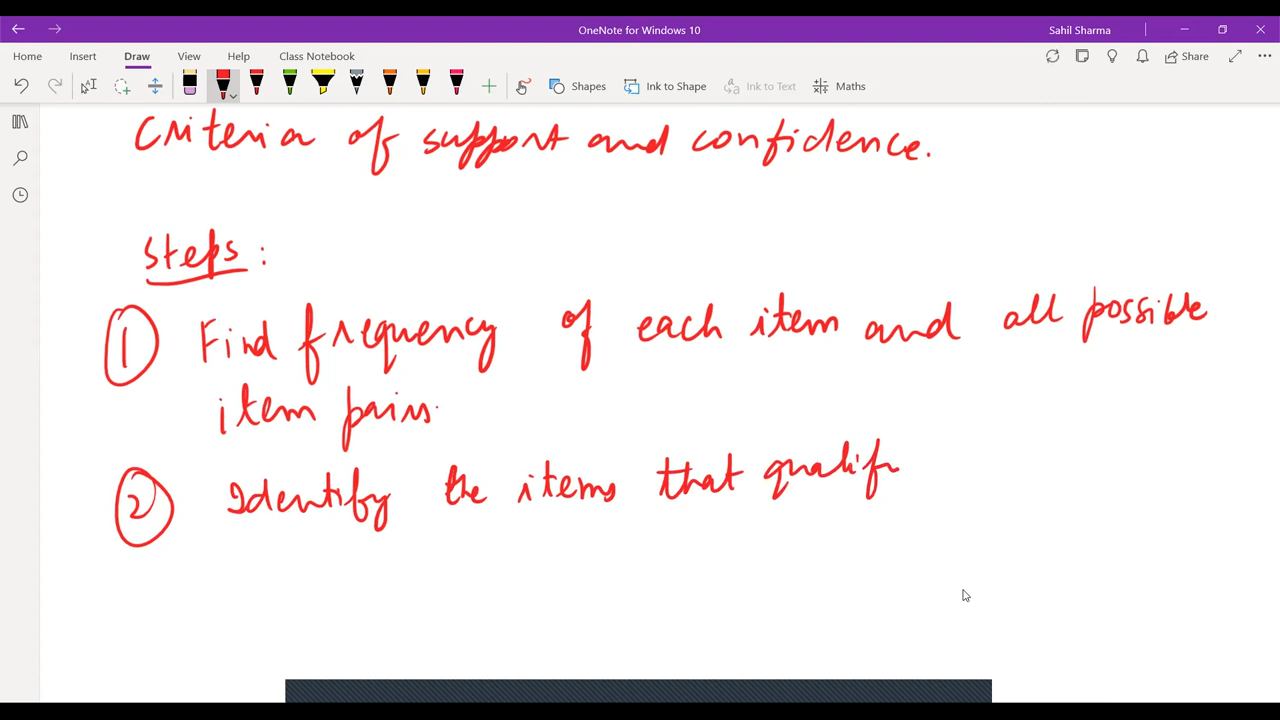 OneNote for Windows 10
Sahil Sharma
Home Insert Draw View Help Class Notebook
Share
Shapes Ink to Shape Ink to Text Maths
Criteria of support and confidence.
Steps:
1 Find frequency of each item and all possible
item pairs.
2 Identify the items that qualif